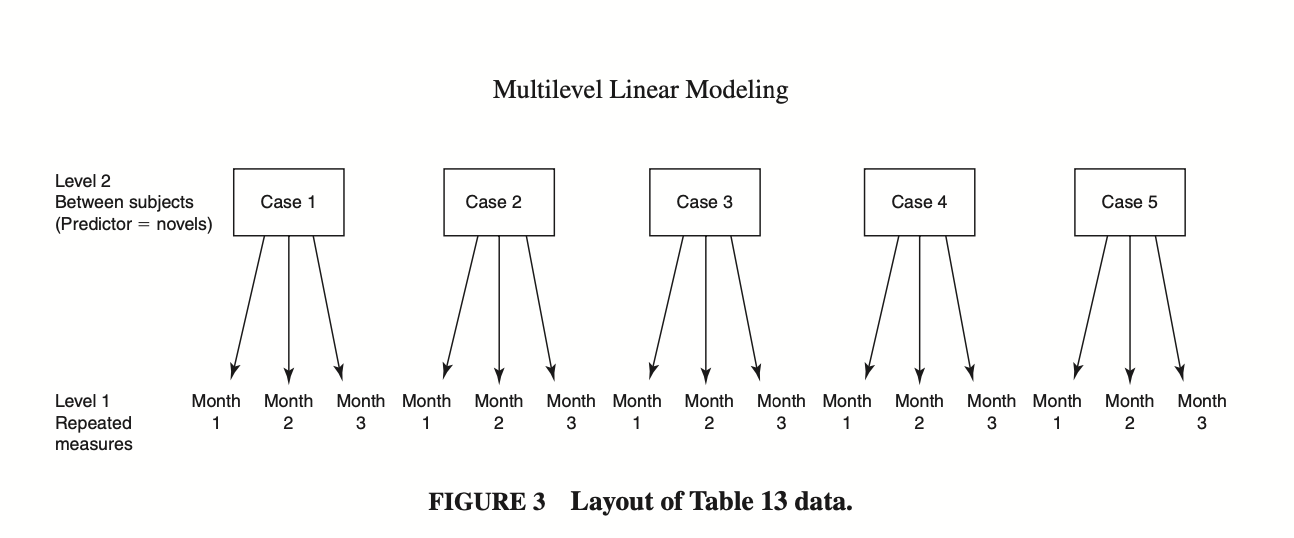 Multilevel Linear Modeling
Level 2
Between subjects
(Predictor = novels)
Case 1
Case 2
Case 3
Case 4
Case 5
Level 1
Repeated
measures
Month Month Month Month Month Month Month Month Month Month Month Month Month Month Month
1 2 3 1 2 3 1 2 3 1 2 3 1 2 3
FIGURE 3 Layout of Table 13 data.